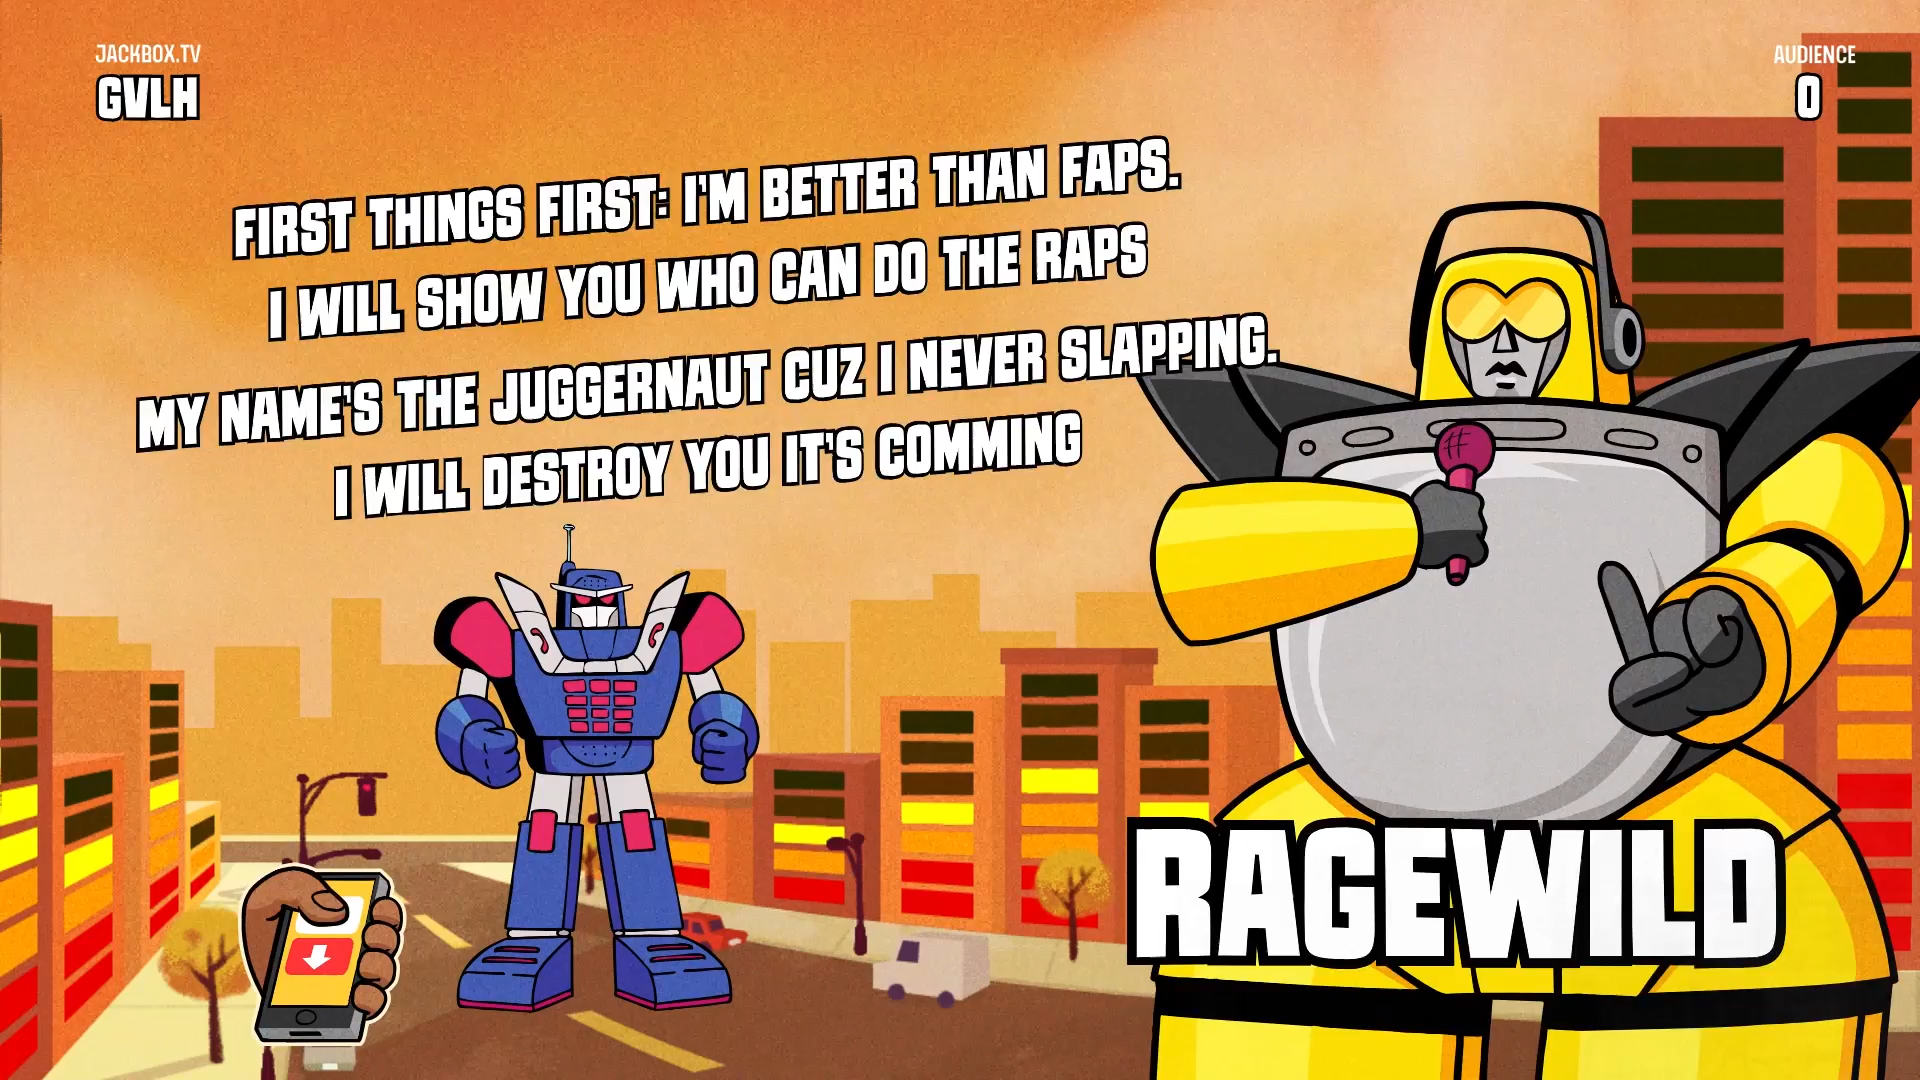 JACKBOX.TV
GVLH
AUDIENCE
0
FIRST THINGS FIRST: I'M BETTER THAN FAPS.
I WILL SHOW YOU WHO CAN DO THE RAPS
MY NAME'S THE JUGGERNAUT CUZ I NEVER SLAPPING.
I WILL DESTROY YOU IT'S COMMING
RAGEWILD